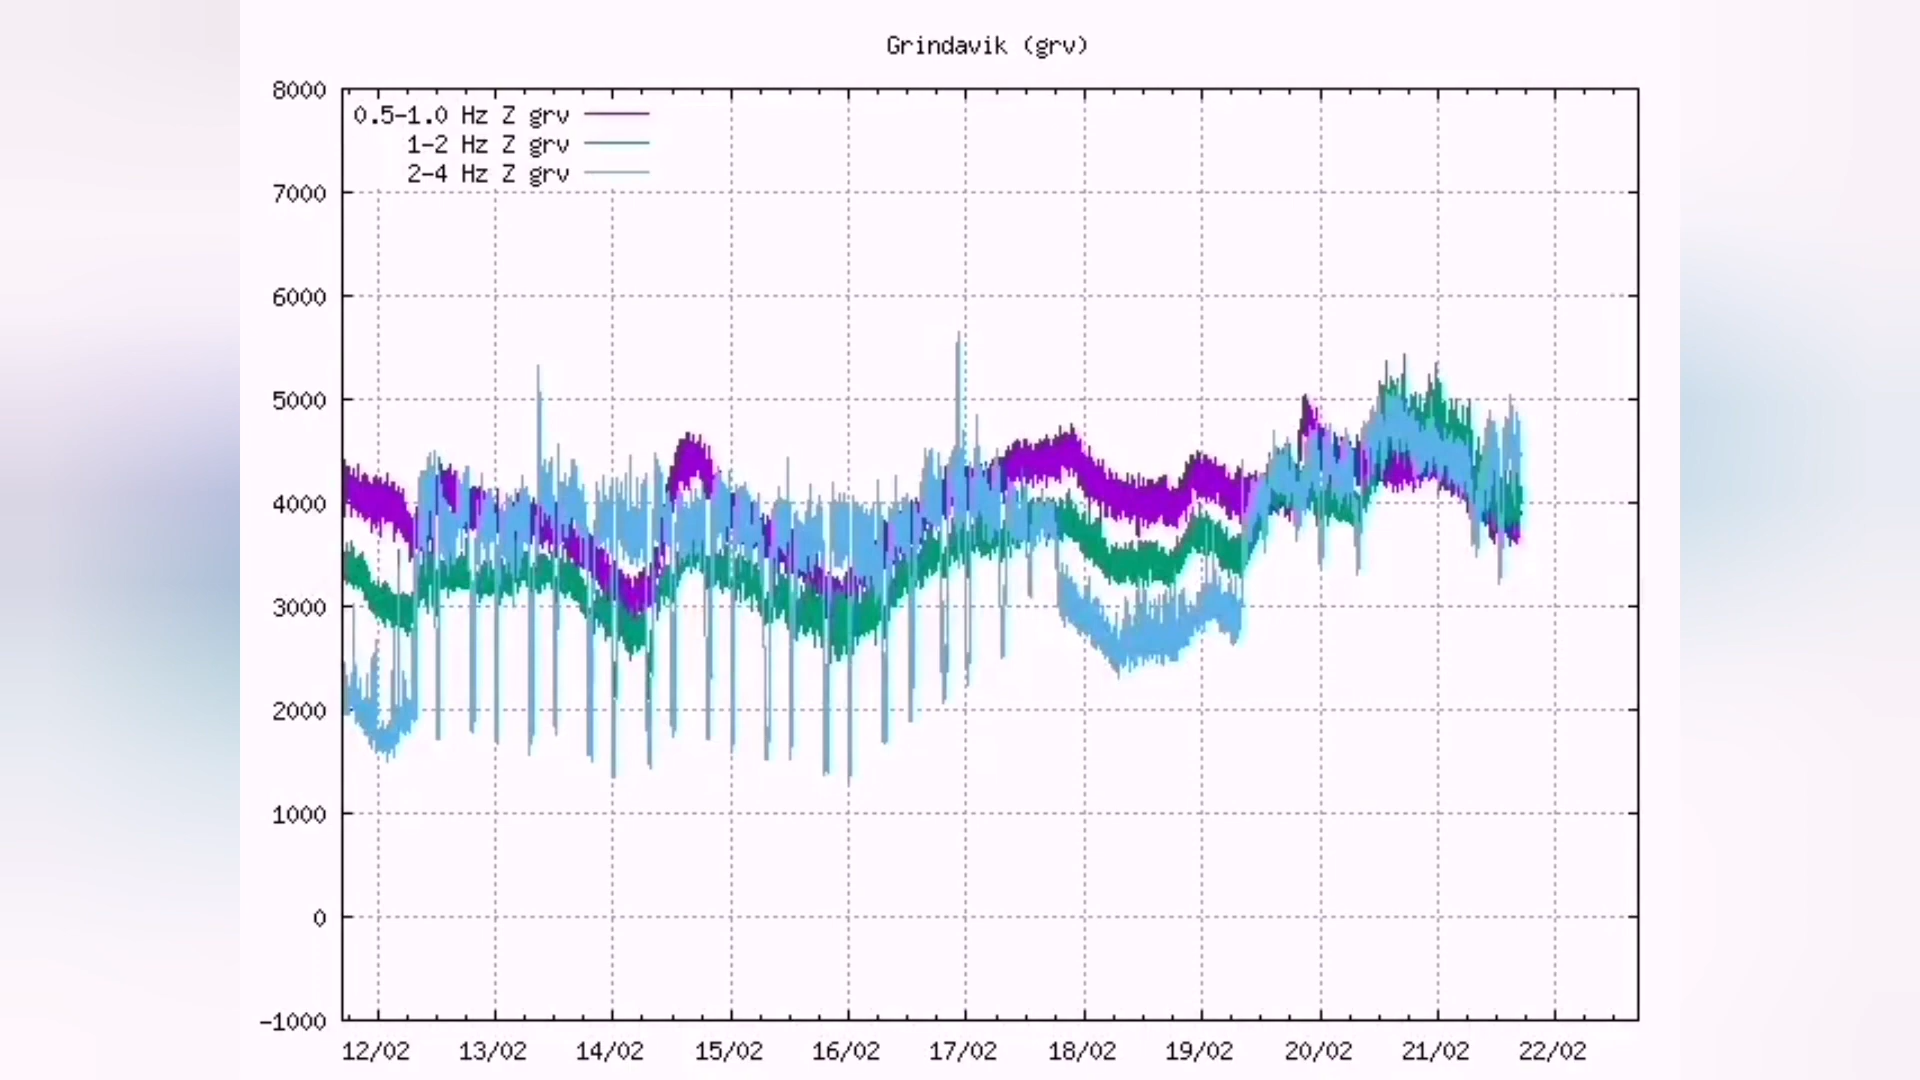 Grindavik (grv)
8000
0.5-1.0 Hz Z grv
1-2 Hz Z grv
2-4 Hz Z grv
7000
6000
5000
4000
3000
2000
1000
0
-1000
12/02 13/02 14/02 15/02 16/02 17/02 18/02 19/02 20/02 21/02 22/02